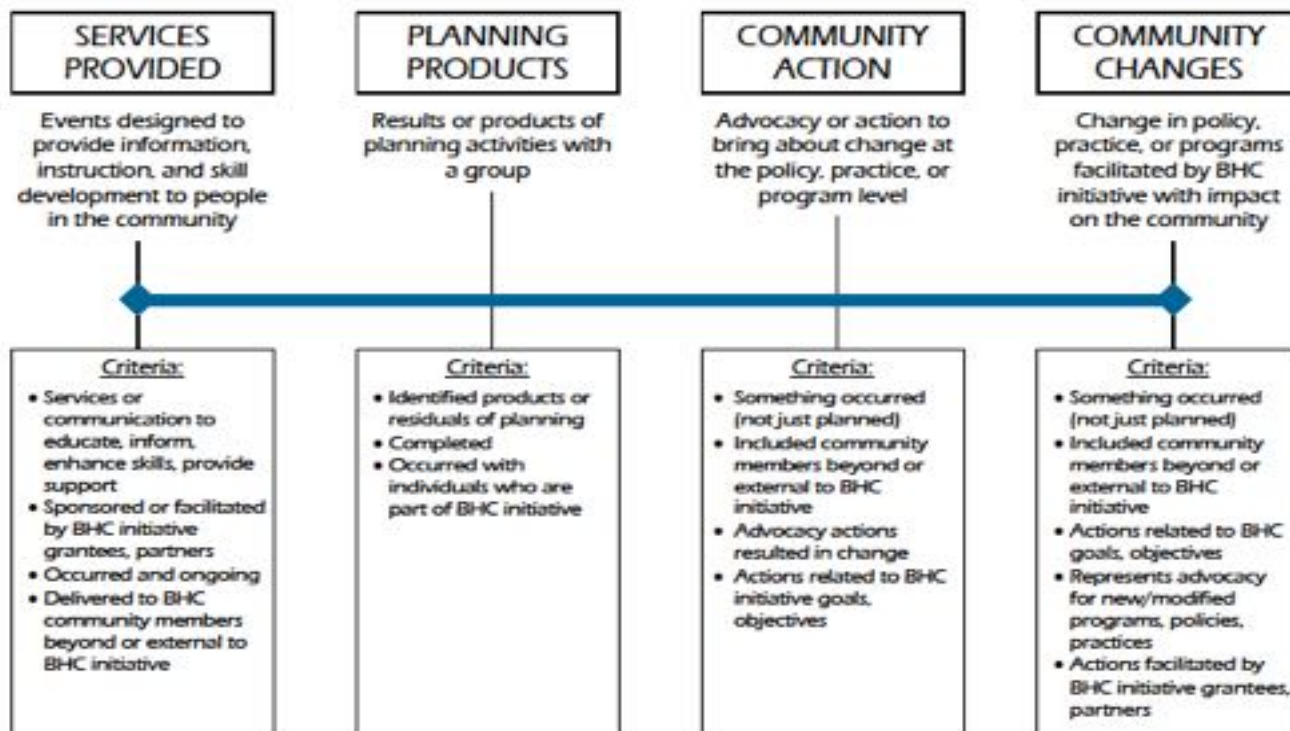 SERVICES
PROVIDED
Events designed to
provide information,
instruction, and skill
development to people
in the community
PLANNING
PRODUCTS
Results or products of
planning activities with
a group
COMMUNITY
ACTION
Advocacy or action to
bring about change at
the policy, practice, or
program level
COMMUNITY
CHANGES
Change in policy,
practice, or programs
facilitated by BHC
initiative with impact
on the community
Criteria:
• Services or
communication to
educate, inform,
enhance skills, provide
support
• Sponsored or facilitated
by BHC initiative
grantees, partners
• Occurred and ongoing
• Delivered to BHC
community members
beyond or external to
BHC initiative
Criteria:
• Identified products or
residuals of planning
• Completed
• Occurred with
individuals who are
part of BHC initiative
Criteria:
• Something occurred
(not just planned)
• Included community
members beyond or
external to BHC
initiative
• Advocacy actions
resulted in change
• Actions related to BHC
initiative goals,
objectives
Criteria:
• Something occurred
(not just planned)
• Included community
members beyond or
external to BHC
initiative
• Actions related to BHC
goals, objectives
• Represents advocacy
for new/modified
programs, policies,
practices
• Actions facilitated by
BHC initiative grantees,
partners